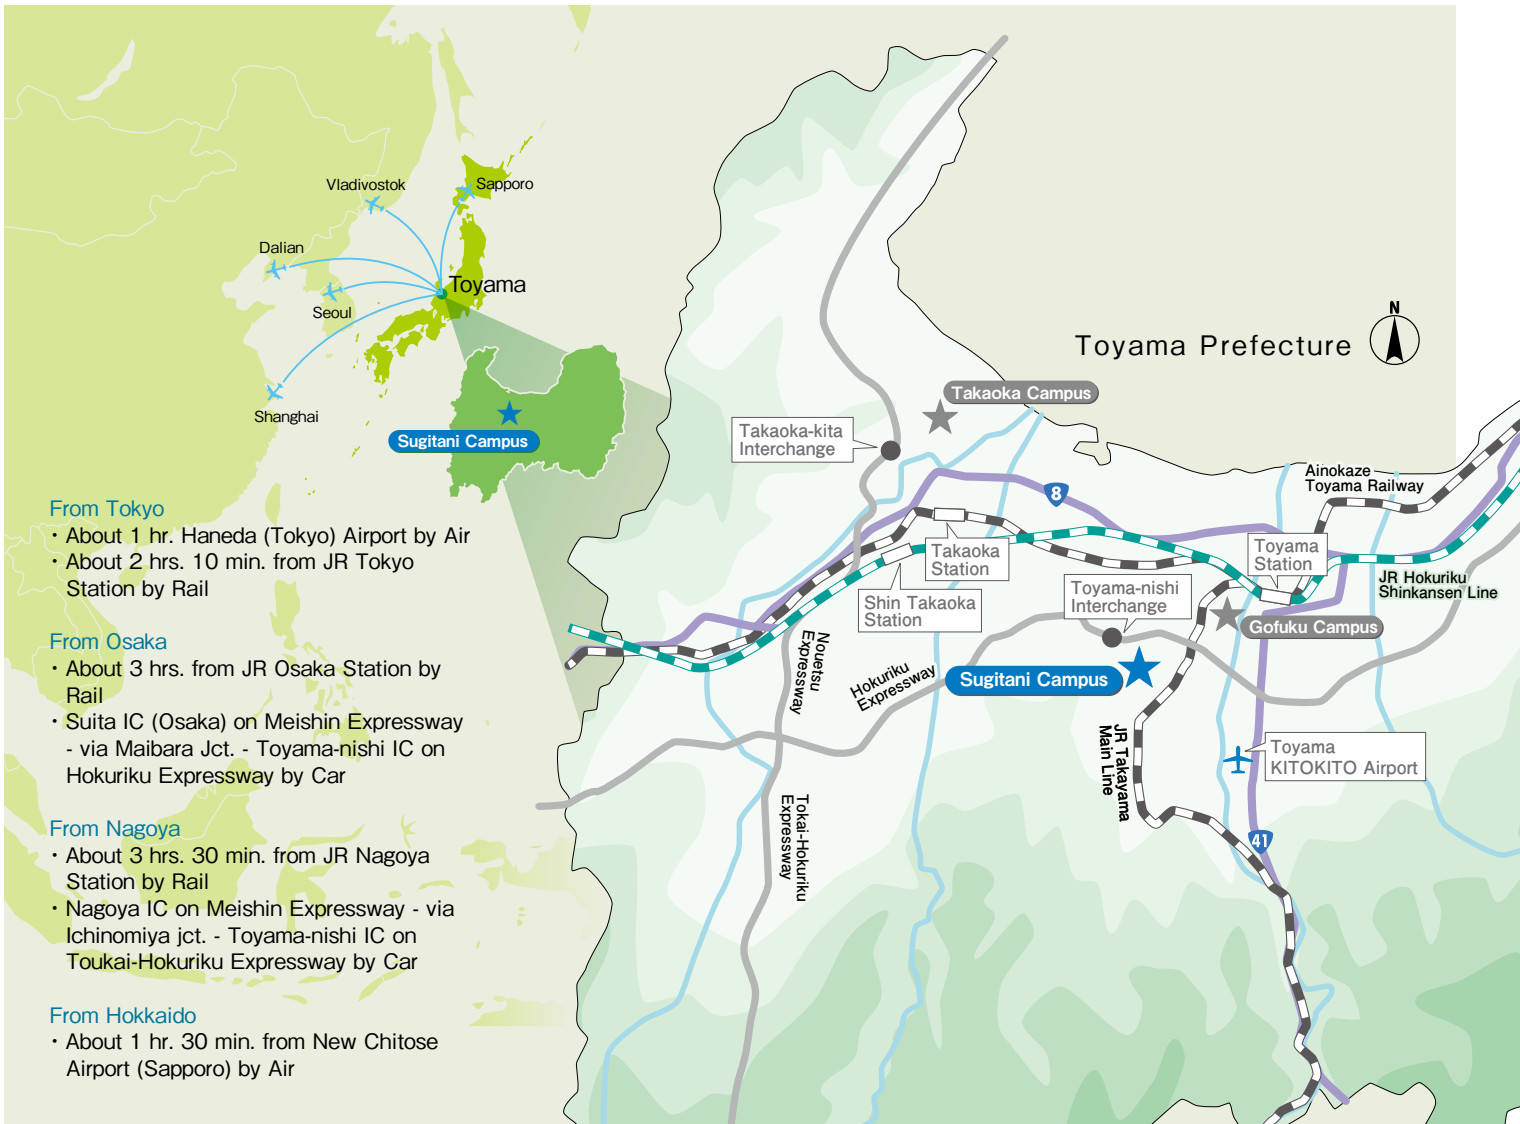 Vladivostok
Sapporo
Dalian
Toyama
Seoul
Shanghai
Sugitani Campus
From Tokyo
・About 1 hr. Haneda (Tokyo) Airport by Air
・About 2 hrs. 10 min. from JR Tokyo
Station by Rail
From Osaka
・About 3 hrs. from JR Osaka Station by
Rail
・Suita IC (Osaka) on Meishin Expressway
- via Maibara Jct. - Toyama-nishi IC on
Hokuriku Expressway by Car
From Nagoya
・About 3 hrs. 30 min. from JR Nagoya
Station by Rail
・Nagoya IC on Meishin Expressway - via
Ichinomiya jct. - Toyama-nishi IC on
Toukai-Hokuriku Expressway by Car
From Hokkaido
・About 1 hr. 30 min. from New Chitose
Airport (Sapporo) by Air
N
Toyama Prefecture
Takaoka Campus
Takaoka-kita
Interchange
8
Ainokaze
Toyama Railway
Takaoka
Station
Toyama
Station
Shin Takaoka
Station
Toyama-nishi
Interchange
JR Hokuriku
Shinkansen Line
Gofuku Campus
Nouetsu
Expressway
Hokuriku
Expressway
Sugitani Campus
JR Takayama
Main Line
Toyama
KITOKITO Airport
Tokai-Hokuriku
Expressway
41